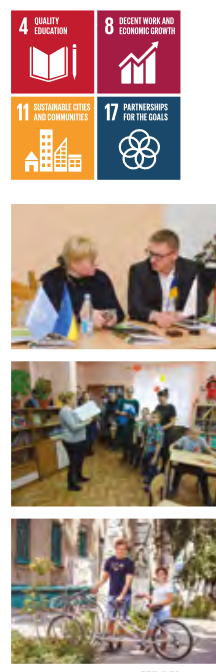 4 QUALITY
EDUCATION
8 DECENT WORK AND
ECONOMIC GROWTH
11 SUSTAINABLE CITIES
AND COMMUNITIES
17 PARTNERSHIPS
FOR THE GOALS